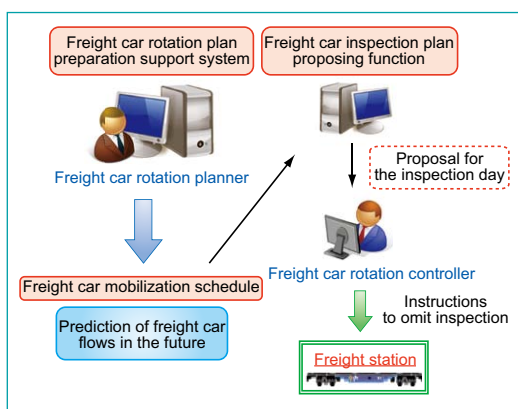 Freight car rotation plan
preparation support system
Freight car inspection plan
proposing function
Freight car rotation planner
Proposal for
the inspection day
Freight car rotation controller
Freight car mobilization schedule
Prediction of freight car
flows in the future
Instructions
to omit inspection
Freight station